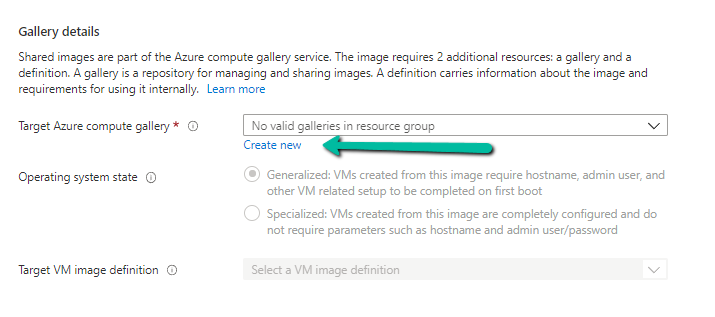 Gallery details
Shared images are part of the Azure compute gallery service. The image requires 2 additional resources: a gallery and a
definition. A gallery is a repository for managing and sharing images. A definition carries information about the image and
requirements for using it internally. Learn more
Target Azure compute gallery *
No valid galleries in resource group
Create new
Operating system state
Generalized: VMs created from this image require hostname, admin user, and
other VM related setup to be completed on first boot
Specialized: VMs created from this image are completely configured and do
not require parameters such as hostname and admin user/password
Target VM image definition
Select a VM image definition